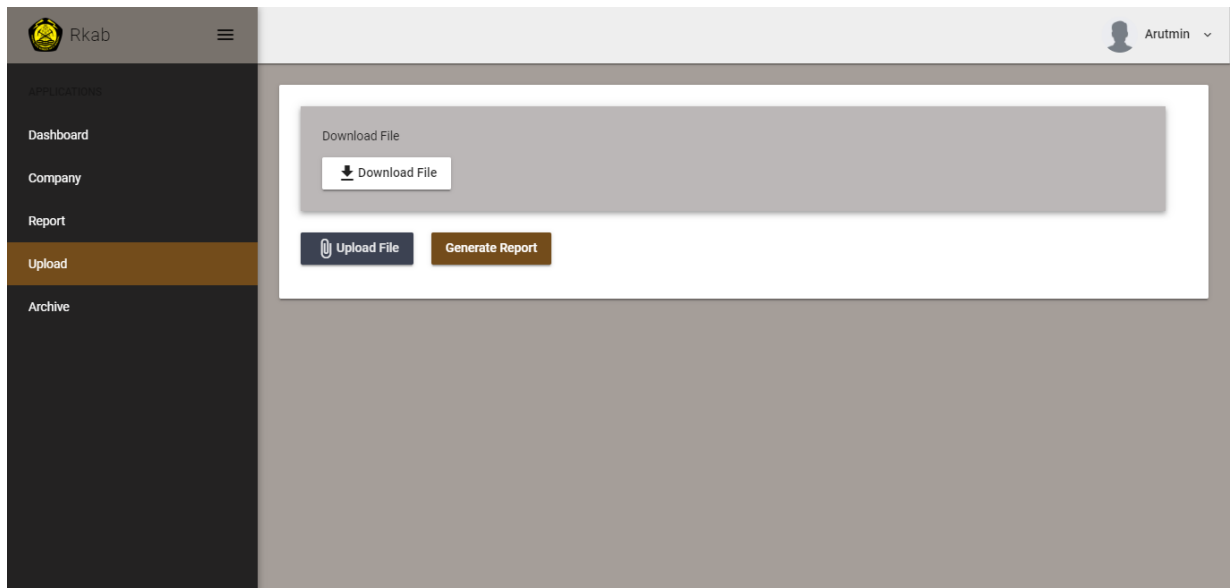 Rkab
Arutmin
APPLICATIONS
Dashboard
Company
Report
Upload
Archive
Download File
Download File
Upload File
Generate Report